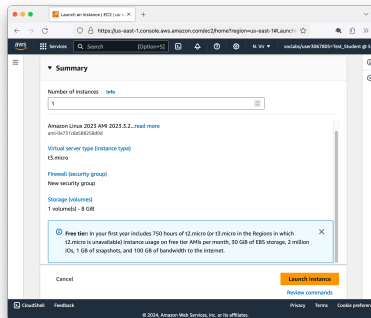 Launch an instance | EC2 | us-e
https://us-east-1.console.aws.amazon.com/ec2/home?region=us-east-1#Launch
aws
Services
Search
[Option+S]
N. Vir
voclabs/user3067805=Test_Student @ 5
Summary
Number of instances Info
1
Amazon Linux 2023 AMI 2023.3.2...read more
Virtual server type (instance type)
t3.micro
Firewall (security group)
New security group
Storage (volumes)
1 volume(s) - 8 GiB
Free tier: In your first year includes 750 hours of t2.micro (or t3.micro in the Regions in which
t2.micro is unavailable) instance usage on free tier AMIs per month, 30 GiB of EBS storage, 2 million
IOs, 1 GB of snapshots, and 100 GB of bandwidth to the internet.
Cancel
Launch instance
Review commands
CloudShell Feedback Privacy Terms Cookie preferen
© 2024, Amazon Web Services, Inc. or its affiliates.